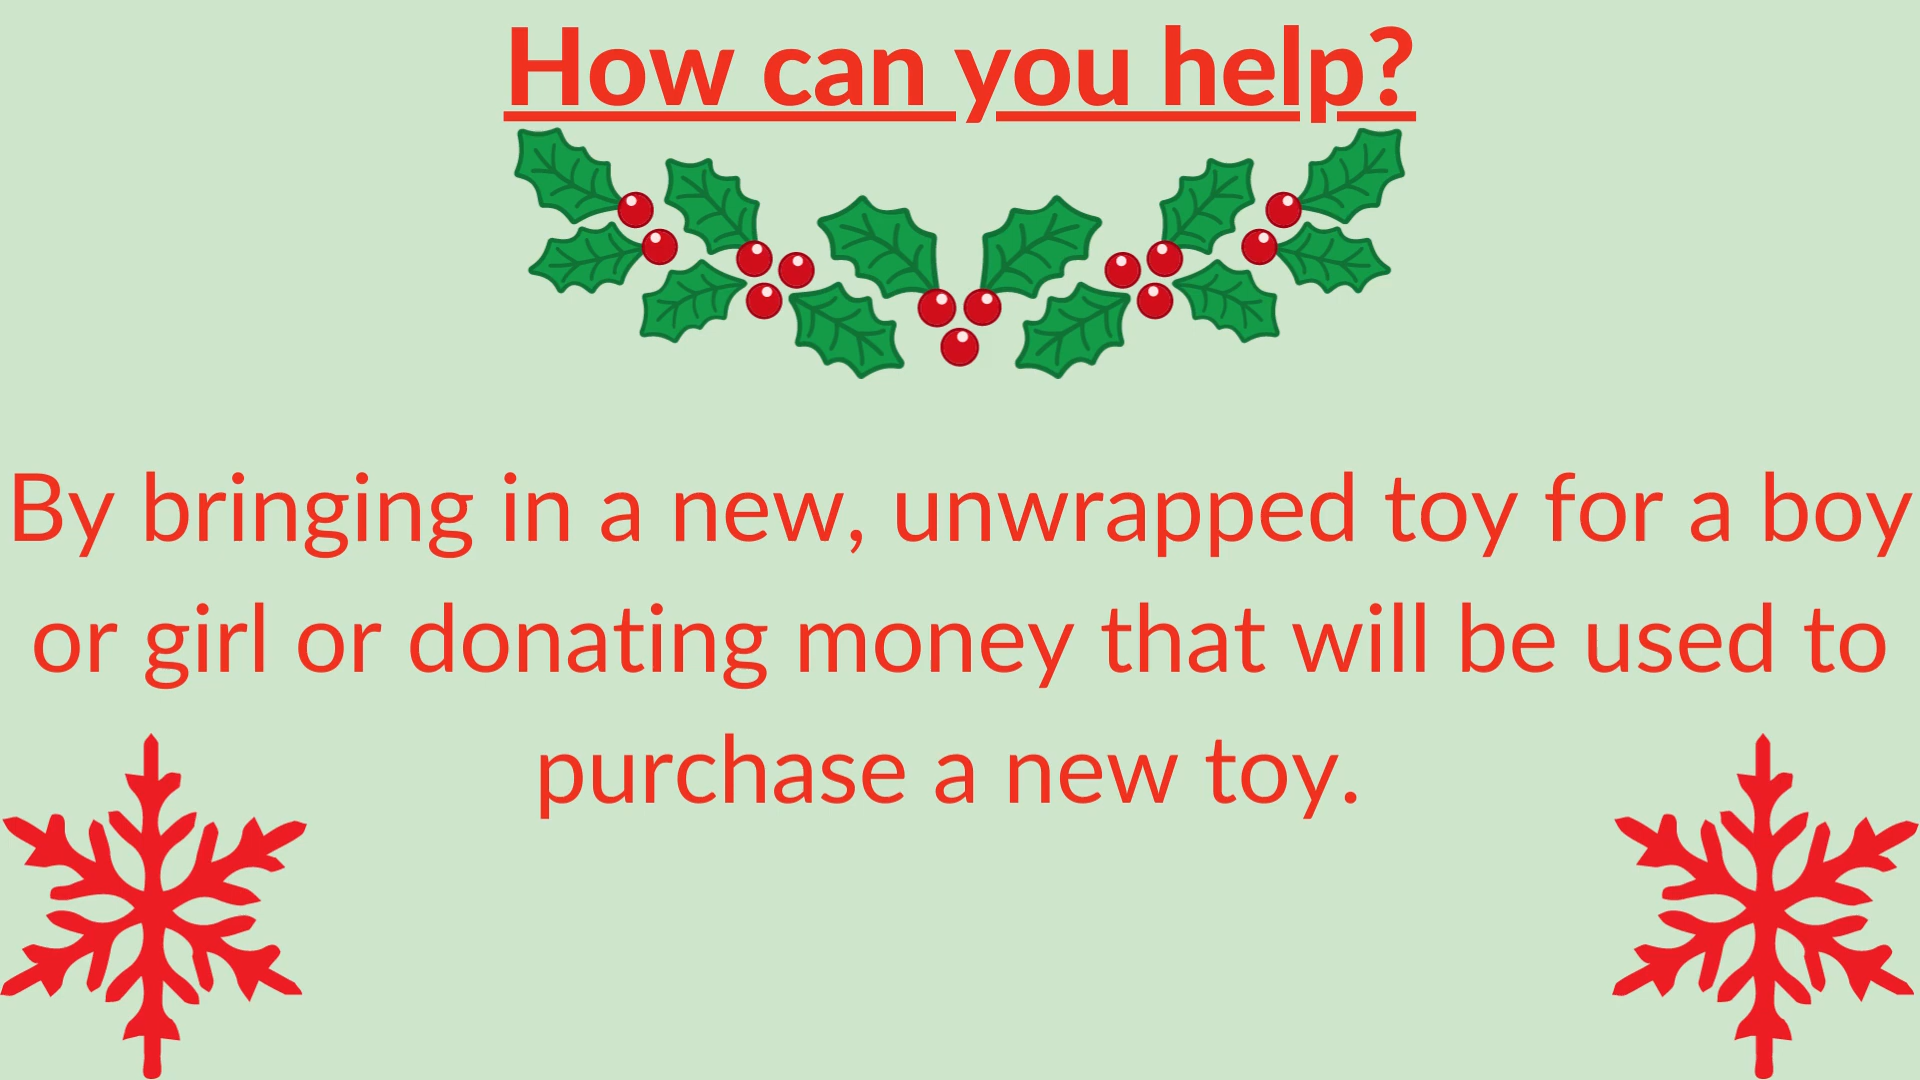 How can you help?
By bringing in a new, unwrapped toy for a boy
or girl or donating money that will be used to
purchase a new toy.